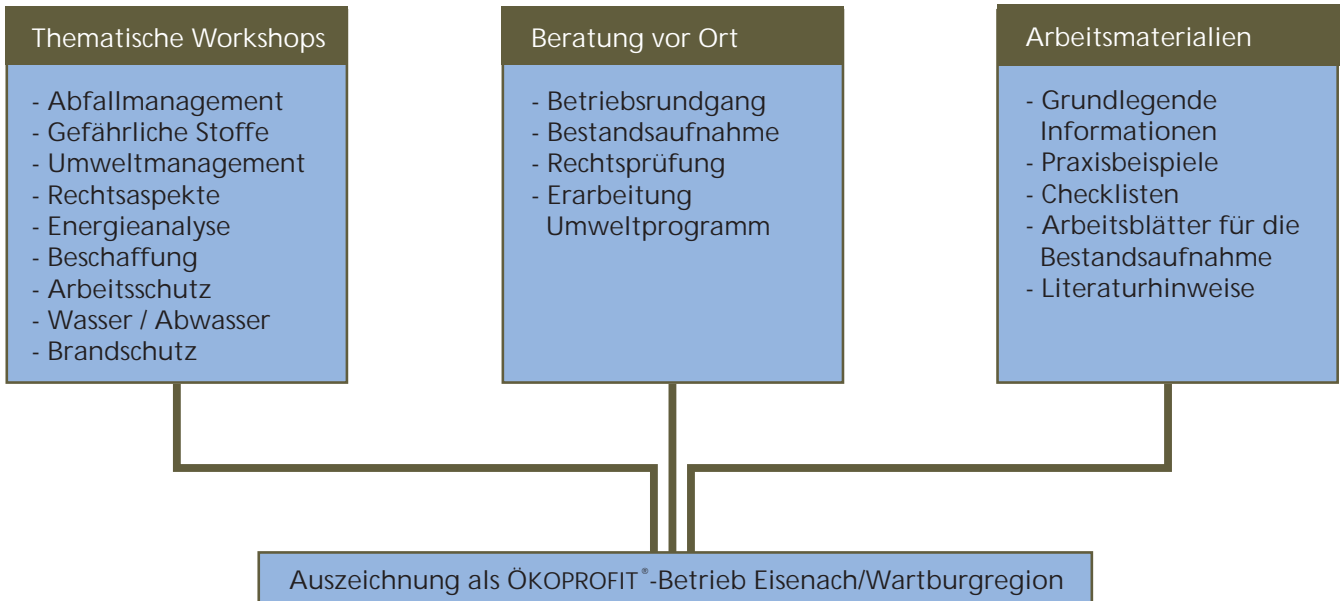 Thematische Workshops
- Abfallmanagement
- Gefährliche Stoffe
- Umweltmanagement
- Rechtsaspekte
- Energieanalyse
- Beschaffung
- Arbeitsschutz
- Wasser / Abwasser
- Brandschutz
Beratung vor Ort
- Betriebsrundgang
- Bestandsaufnahme
- Rechtsprüfung
- Erarbeitung
Umweltprogramm
Arbeitsmaterialien
- Grundlegende
Informationen
- Praxisbeispiele
- Checklisten
- Arbeitsblätter für die
Bestandsaufnahme
- Literaturhinweise
Auszeichnung als ÖKOPROFIT®-Betrieb Eisenach/Wartburgregion